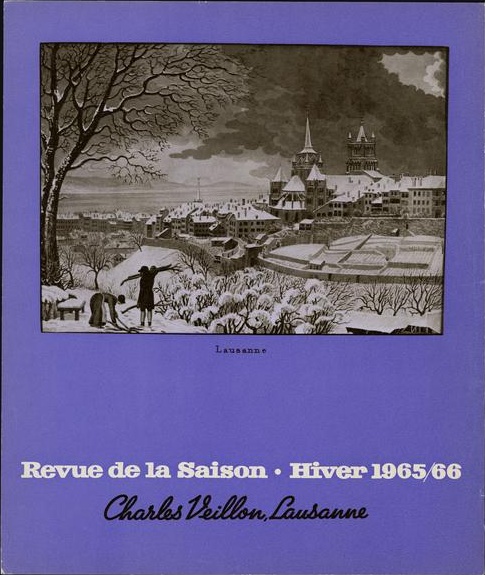 Lausanne
Revue de la Saison • Hiver 1965/66
Charles Veillon, Lausanne